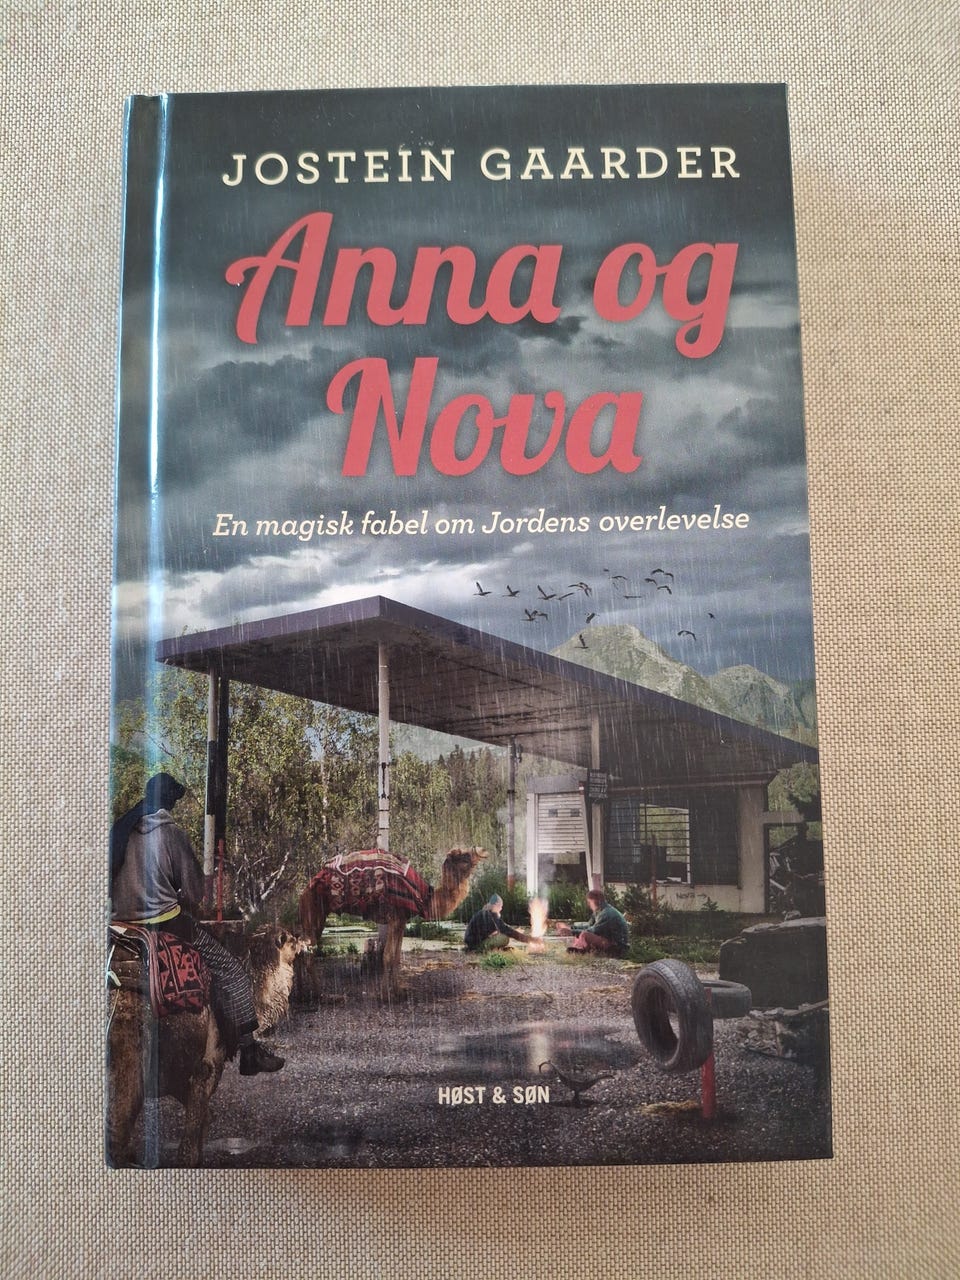 JOSTEIN GAARDER
Anna og
Nova
En magisk fabel om Jordens overlevelse
HØST & SØN